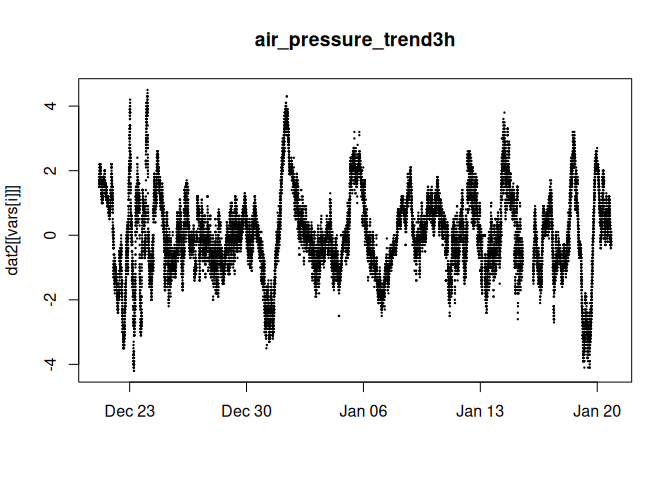 air_pressure_trend3h
dat2[[vars[i]]]
4
2
0
-2
-4
Dec 23
Dec 30
Jan 06
Jan 13
Jan 20